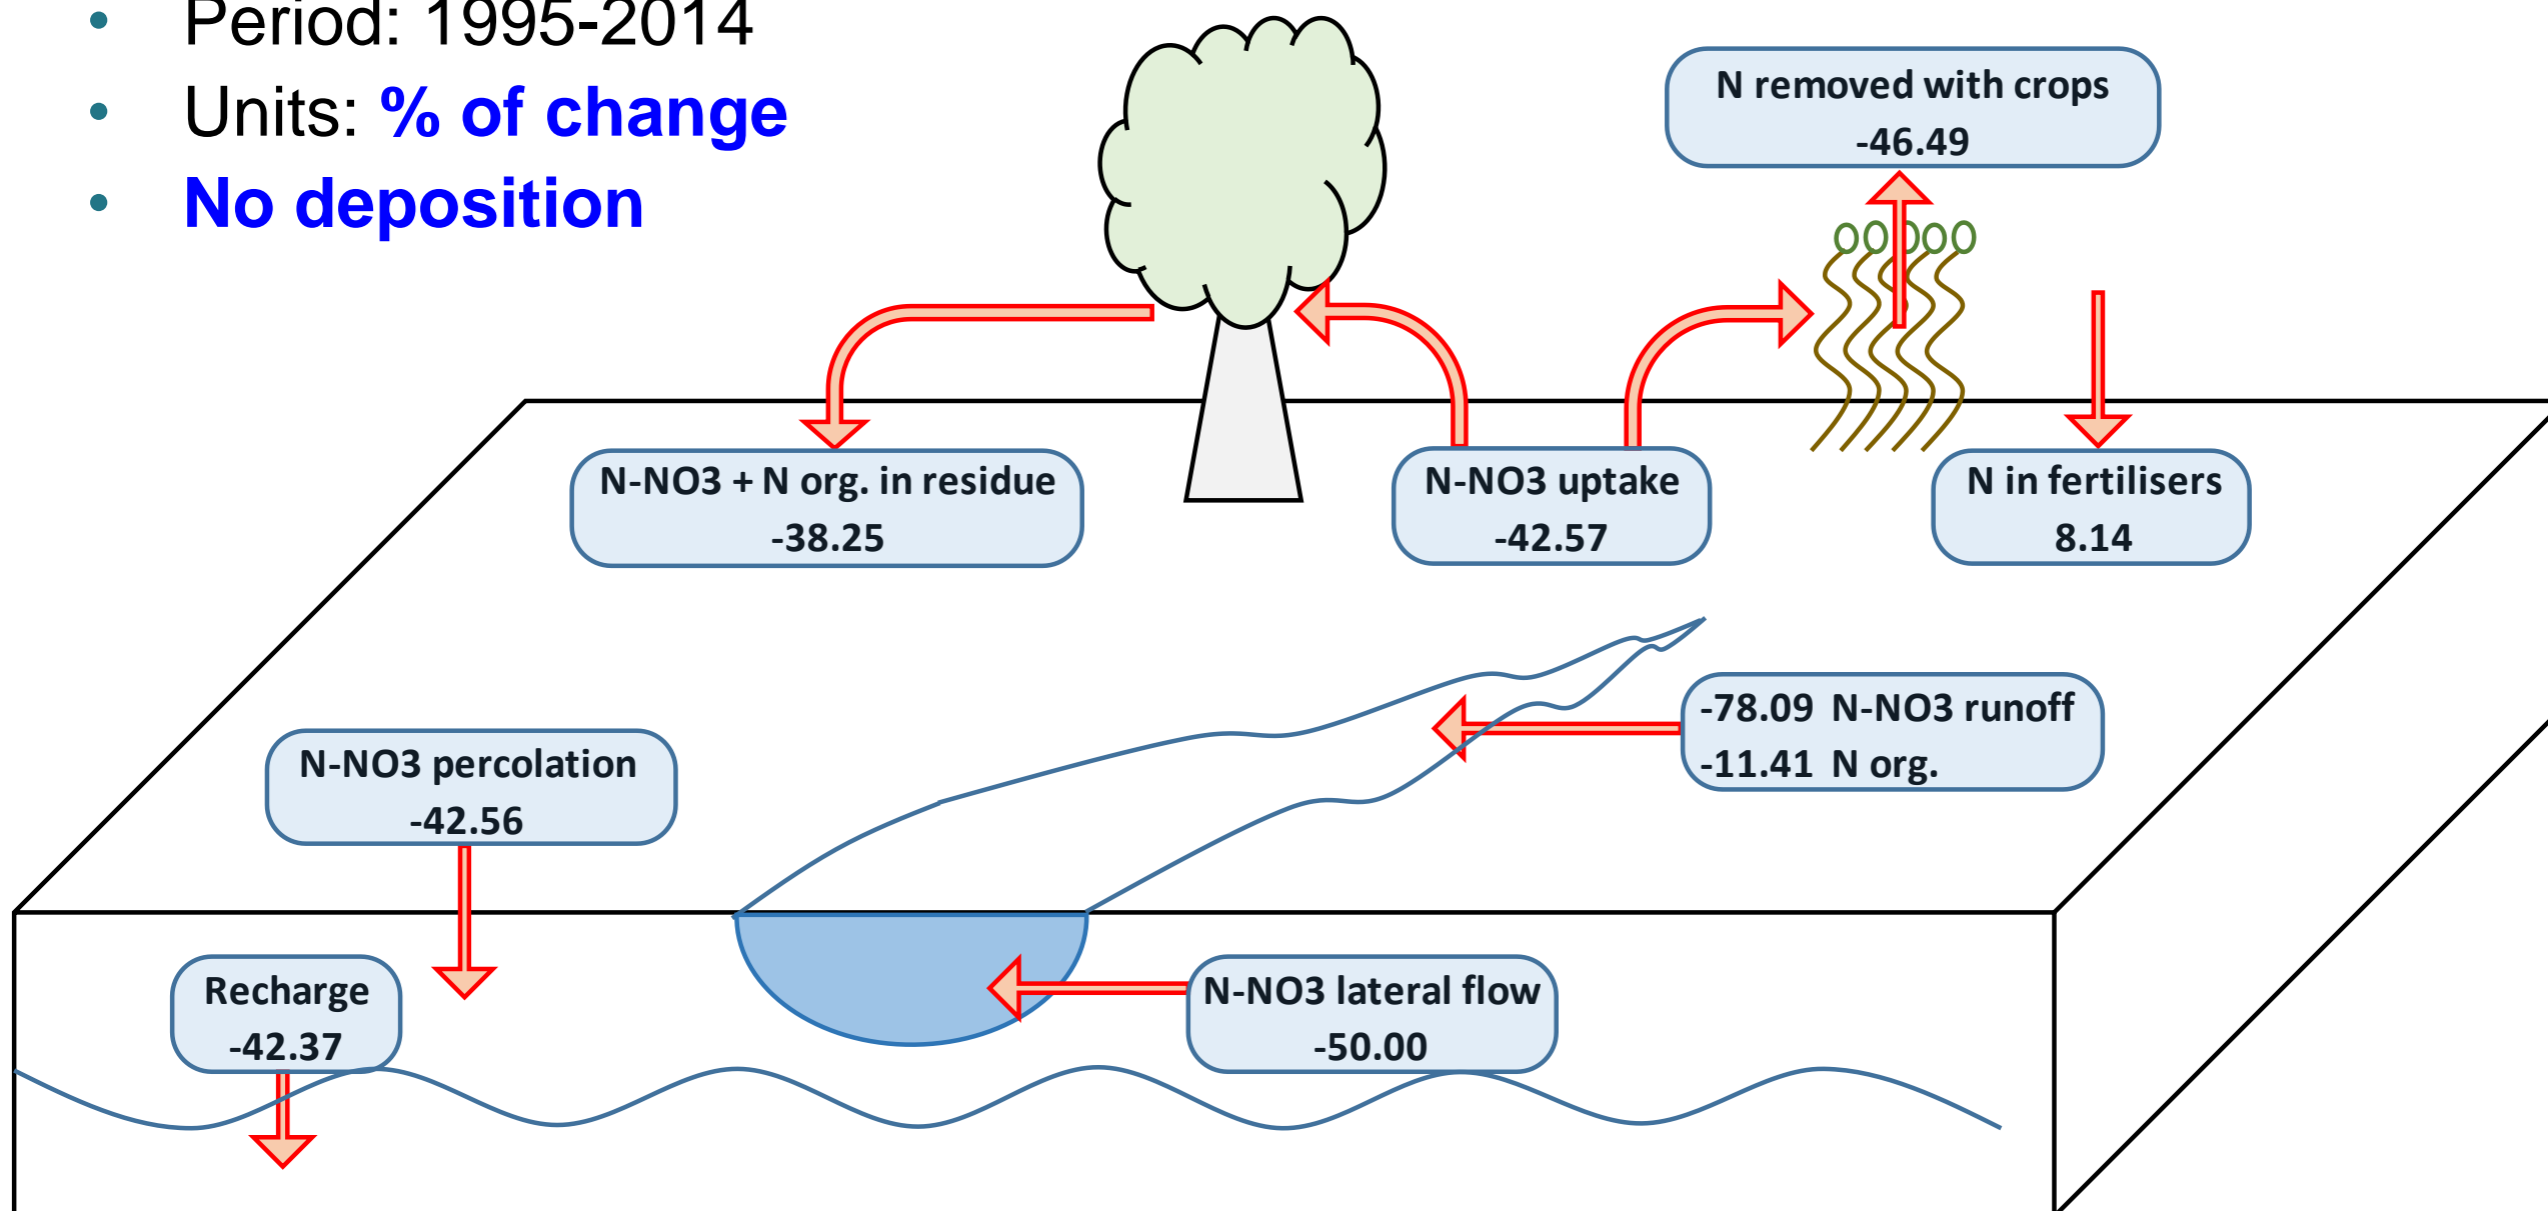 • Period: 1995-2014
• Units: % of change
• No deposition
N removed with crops
-46.49
N-NO3 + N org. in residue
-38.25
N-NO3 uptake
-42.57
N in fertilisers
8.14
-78.09 N-NO3 runoff
-11.41 N org.
N-NO3 percolation
-42.56
Recharge
-42.37
N-NO3 lateral flow
-50.00